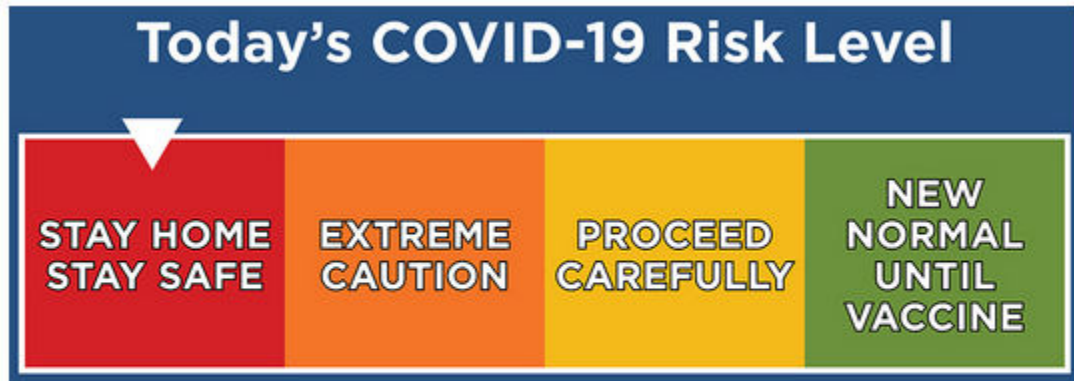 Today's COVID-19 Risk Level
STAY HOME
STAY SAFE
EXTREME
CAUTION
PROCEED
CAREFULLY
NEW
NORMAL
UNTIL
VACCINE